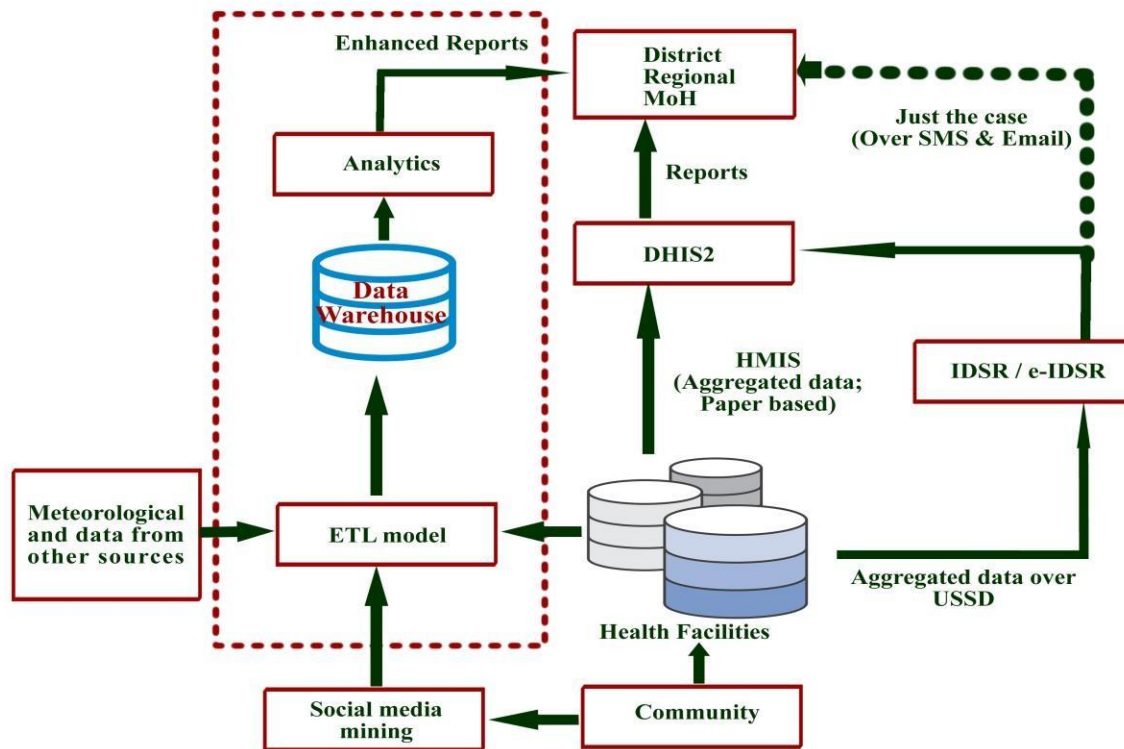 Enhanced Reports
District
Regional
MoH
Just the case
(Over SMS & Email)
Analytics
Reports
DHIS2
Data
Warehouse
HMIS
(Aggregated data;
Paper based)
IDSR / e-IDSR
Meteorological
and data from
other sources
ETL model
Aggregated data over
USSD
Health Facilities
Social media
mining
Community